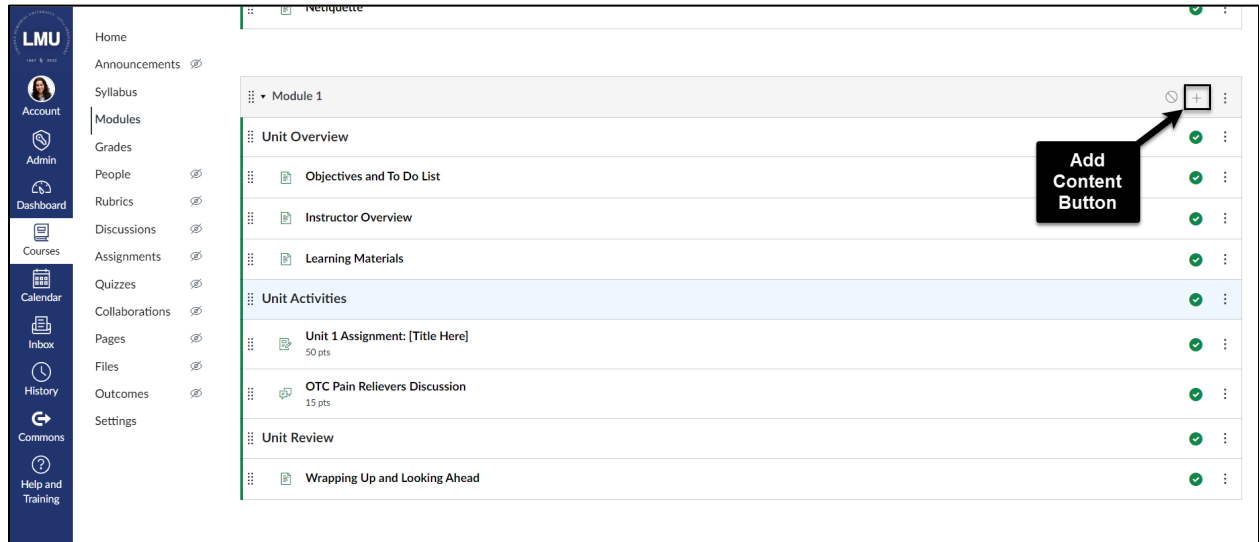 LMU
Account
Admin
Dashboard
Courses
Calendar
Inbox
History
Commons
Help and
Training
Home
Announcements
Syllabus
Modules
Grades
People
Rubrics
Discussions
Assignments
Quizzes
Collaborations
Pages
Files
Outcomes
Settings
Netiquette
Module 1
Unit Overview
Objectives and To Do List
Instructor Overview
Learning Materials
Unit Activities
Unit 1 Assignment: [Title Here]
50 pts
OTC Pain Relievers Discussion
15 pts
Unit Review
Wrapping Up and Looking Ahead
Add
Content
Button